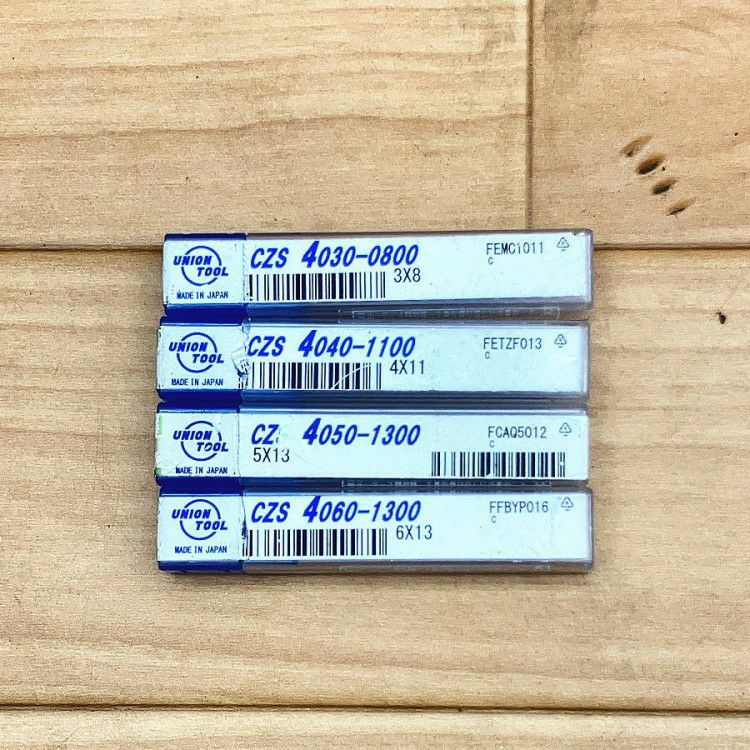 UNION
TOOL
MADE IN JAPAN
CZS 4030-0800
3X8
FEMC1011
C
UNION
TOOL
MADE IN JAPAN
CZS 4040-1100
4X11
FETZF013
C
UNION
TOOL
MADE IN JAPAN
CZ 4050-1300
5X13
FCAQ5012
C
UNION
TOOL
MADE IN JAPAN
CZS 4060-1300
6X13
FFBYP016
C